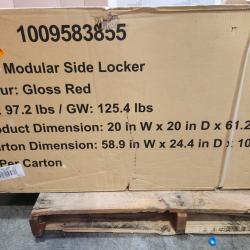 1009583855
Modular Side Locker
ur: Gloss Red
. 97.2 lbs / GW: 125.4 lbs
oduct Dimension: 20 in W x 20 in D x 61.2
rton Dimension: 58.9 in W x 24.4 in D x 10
Per Carton